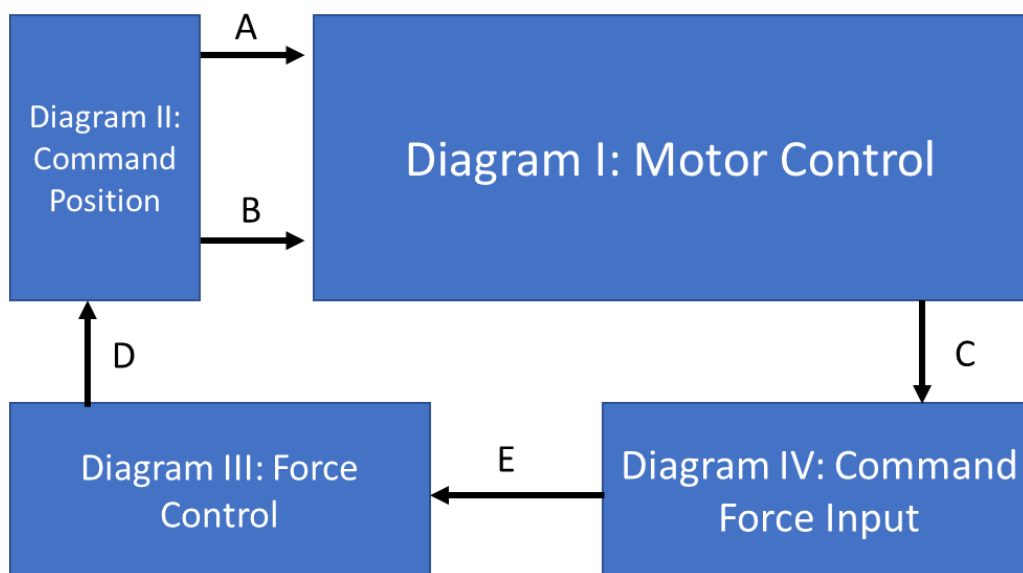 A
Diagram II:
Command
Position
Diagram I: Motor Control
B
D
C
Diagram III: Force
Control
E
Diagram IV: Command
Force Input